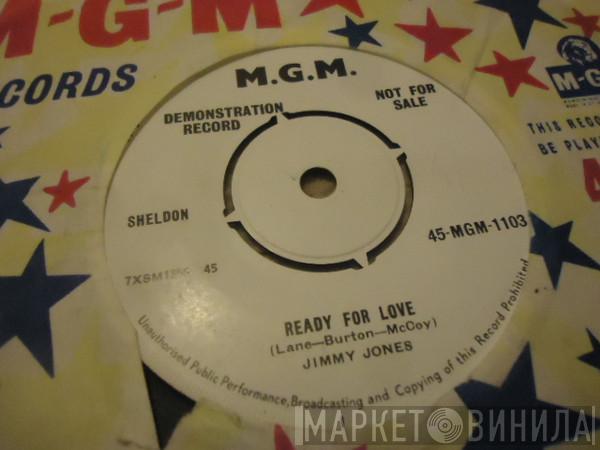 M-G-M
RECORDS
M-G-
THIS RECO
BE PLAY
M.G.M.
DEMONSTRATION
RECORD
NOT FOR
SALE
SHELDON
45-MGM-1103
45
READY FOR LOVE
(Lane—Burton—McCoy)
JIMMY JONES
Unauthorised Public Performance, Broadcasting and Copying of this Record Prohibited
МАРКЕТ ВИНИЛА